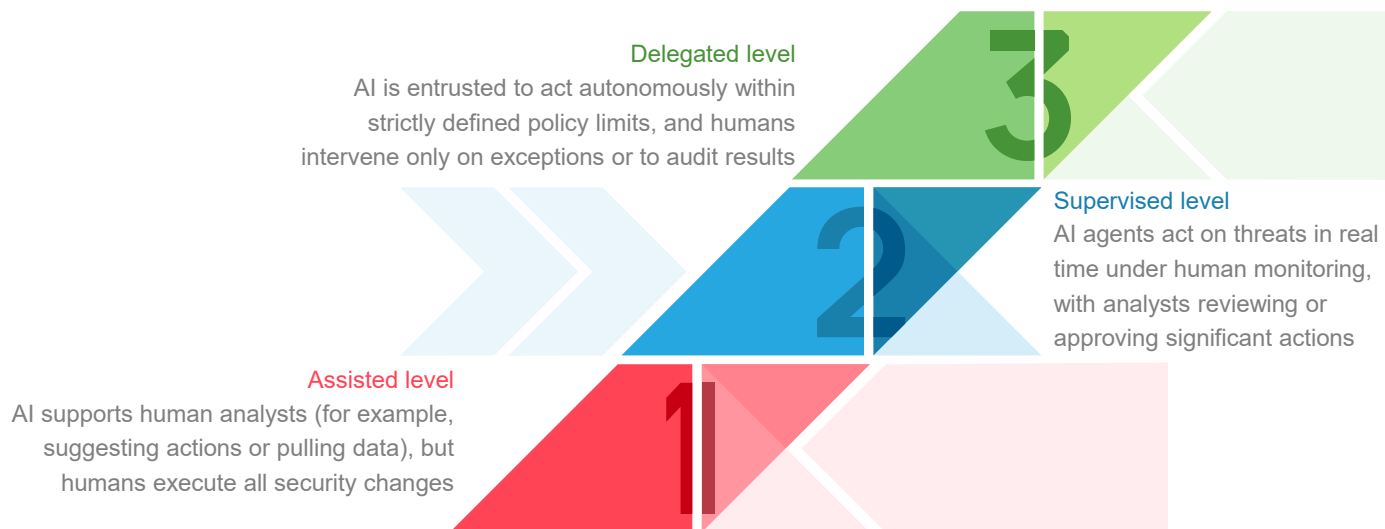 Delegated level
AI is entrusted to act autonomously within
strictly defined policy limits, and humans
intervene only on exceptions or to audit results
3
2
Supervised level
AI agents act on threats in real
time under human monitoring,
with analysts reviewing or
approving significant actions
Assisted level
AI supports human analysts (for example,
suggesting actions or pulling data), but
humans execute all security changes
1